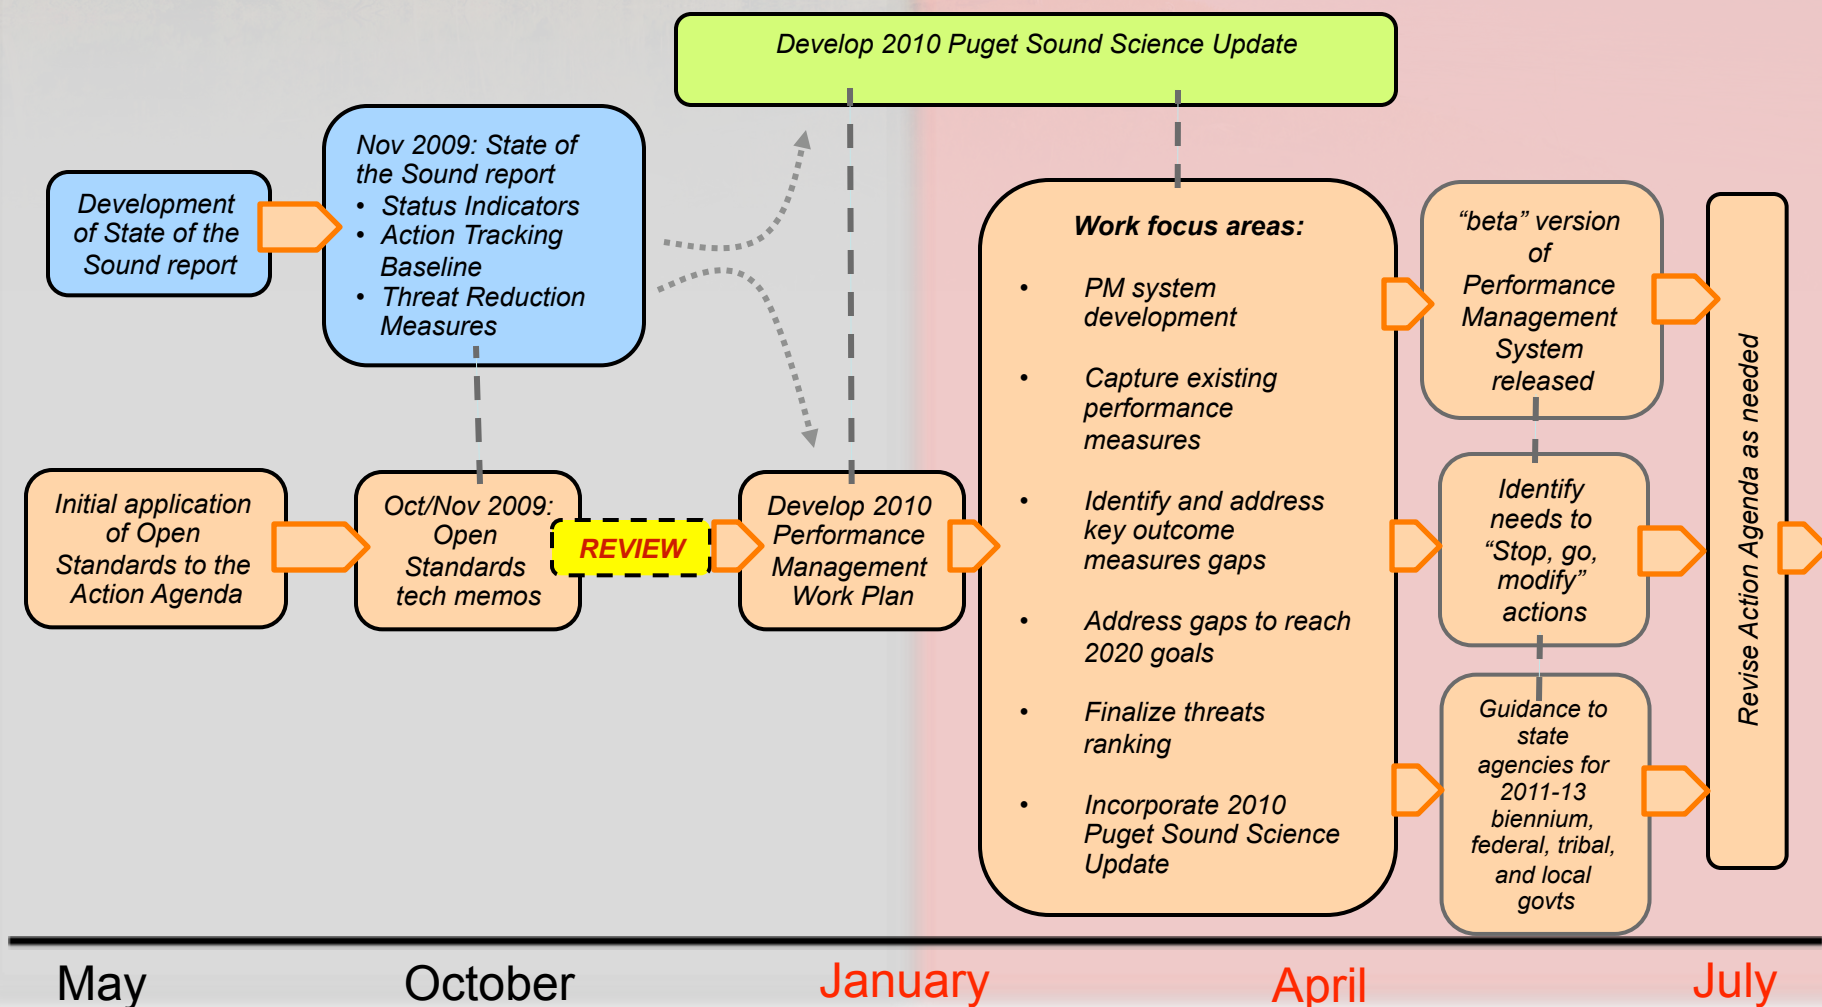 Develop 2010 Puget Sound Science Update
Nov 2009: State of
the Sound report
• Status Indicators
• Action Tracking
Baseline
• Threat Reduction
Measures
Development
of State of the
Sound report
Initial application
of Open
Standards to the
Action Agenda
Oct/Nov 2009:
Open
Standards
tech memos
REVIEW
Develop 2010
Performance
Management
Work Plan
Work focus areas:
• PM system
development
• Capture existing
performance
measures
• Identify and address
key outcome
measures gaps
• Address gaps to reach
2020 goals
• Finalize threats
ranking
• Incorporate 2010
Puget Sound Science
Update
“beta” version
of
Performance
Management
System
released
Identify
needs to
“Stop, go,
modify”
actions
Guidance to
state
agencies for
2011-13
biennium,
federal, tribal,
and local
govts
Revise Action Agenda as needed
May
October
January
April
July